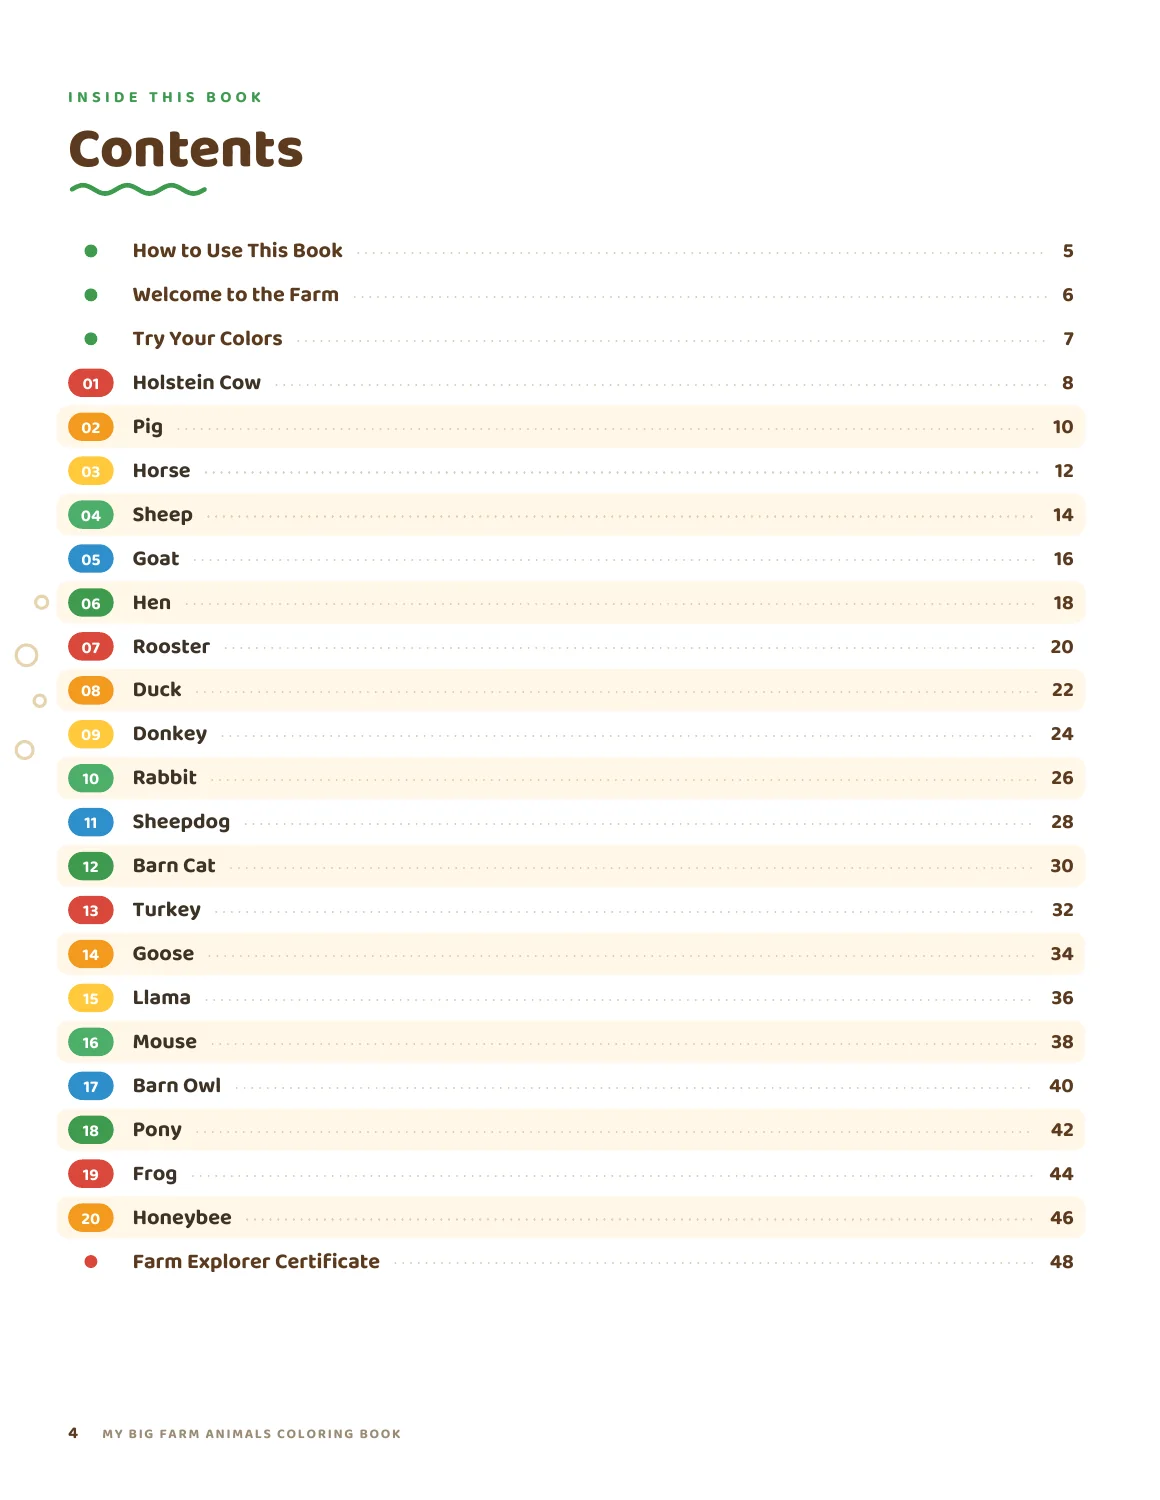 INSIDE THIS BOOK
Contents
How to Use This Book 5
Welcome to the Farm 6
Try Your Colors 7
01 Holstein Cow 8
02 Pig 10
03 Horse 12
04 Sheep 14
05 Goat 16
06 Hen 18
07 Rooster 20
08 Duck 22
09 Donkey 24
10 Rabbit 26
11 Sheepdog 28
12 Barn Cat 30
13 Turkey 32
14 Goose 34
15 Llama 36
16 Mouse 38
17 Barn Owl 40
18 Pony 42
19 Frog 44
20 Honeybee 46
Farm Explorer Certificate 48
4 MY BIG FARM ANIMALS COLORING BOOK